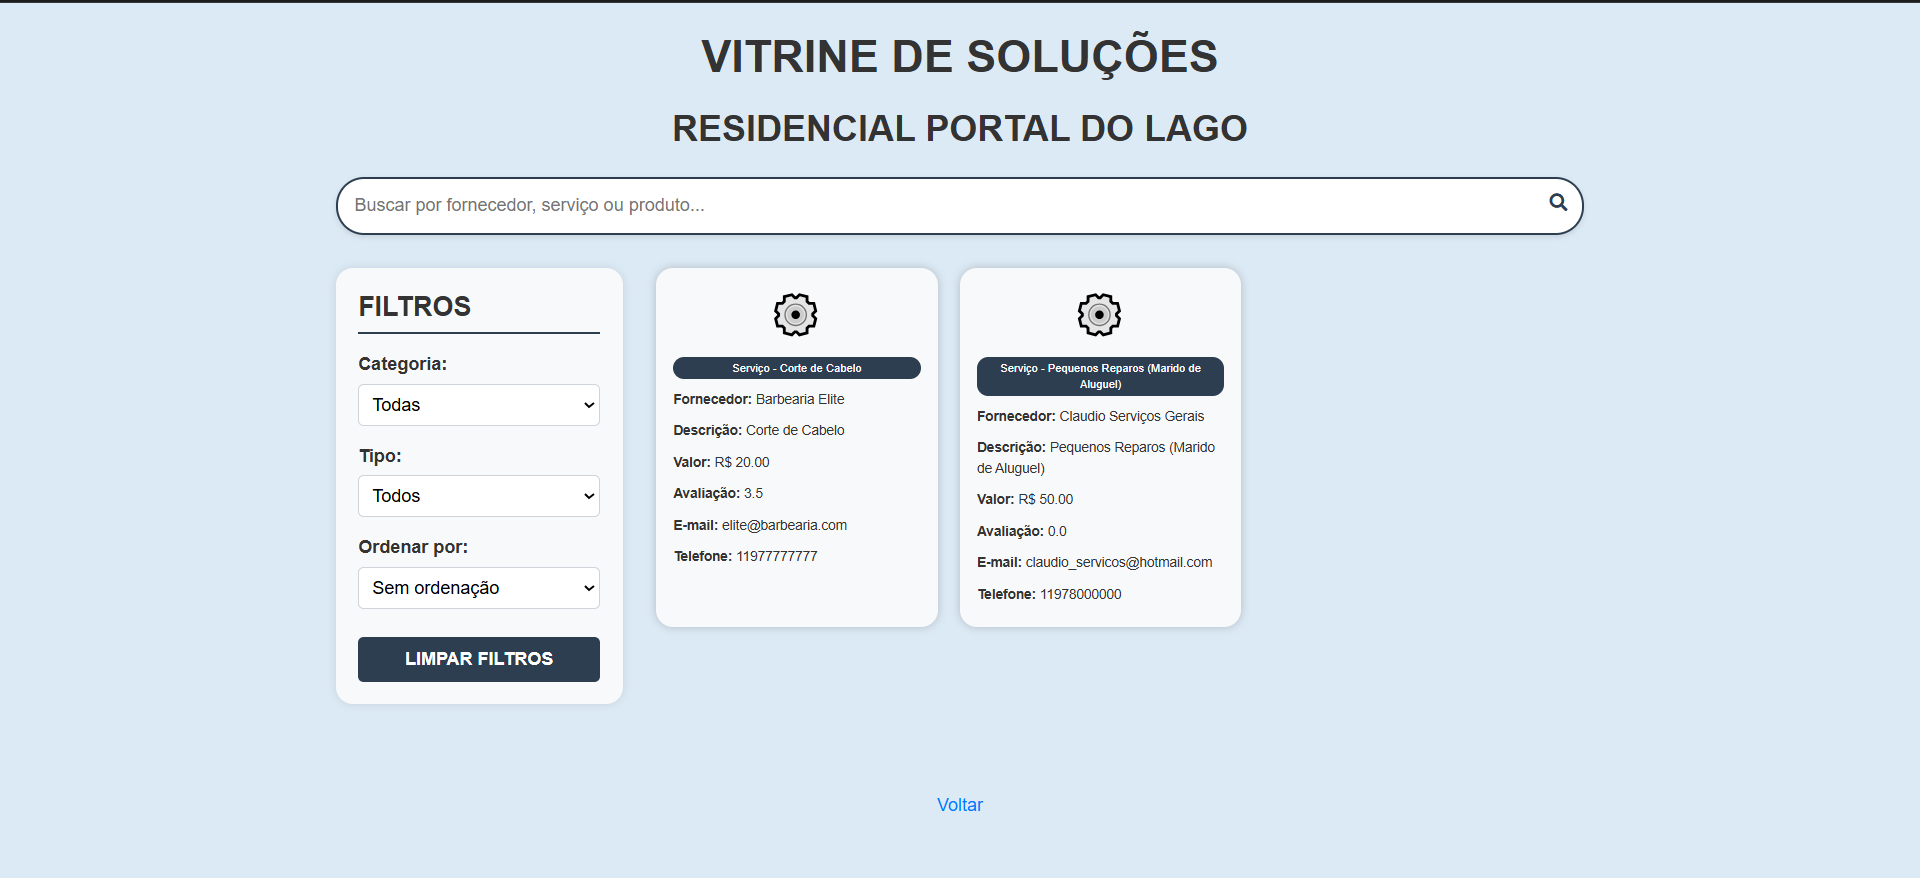 VITRINE DE SOLUÇÕES
RESIDENCIAL PORTAL DO LAGO
Buscar por fornecedor, serviço ou produto...
FILTROS
Categoria:
Todas
Tipo:
Todos
Ordenar por:
Sem ordenação
LIMPAR FILTROS
Serviço - Corte de Cabelo
Fornecedor: Barbearia Elite
Descrição: Corte de Cabelo
Valor: R$ 20.00
Avaliação: 3.5
E-mail: elite@barbearia.com
Telefone: 11977777777
Serviço - Pequenos Reparos (Marido de
Aluguel)
Fornecedor: Claudio Serviços Gerais
Descrição: Pequenos Reparos (Marido
de Aluguel)
Valor: R$ 50.00
Avaliação: 0.0
E-mail: claudio_servicos@hotmail.com
Telefone: 11978000000
Voltar